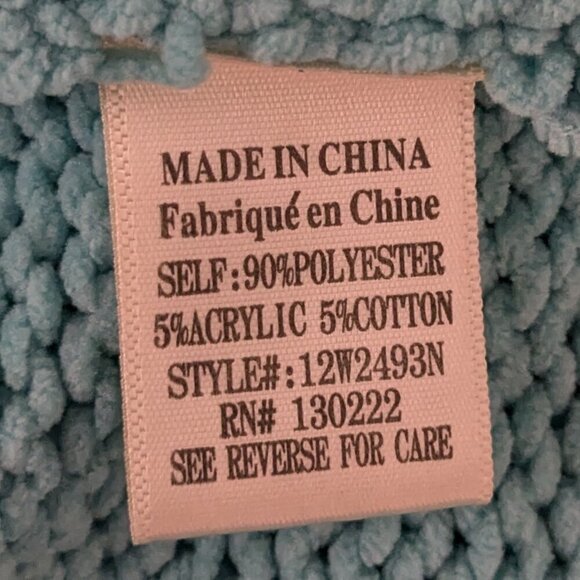 MADE IN CHINA
Fabriqué en Chine
SELF:90%POLYESTER
5%ACRYLIC 5%COTTON
STYLE#:12W2493N
RN# 130222
SEE REVERSE FOR CARE